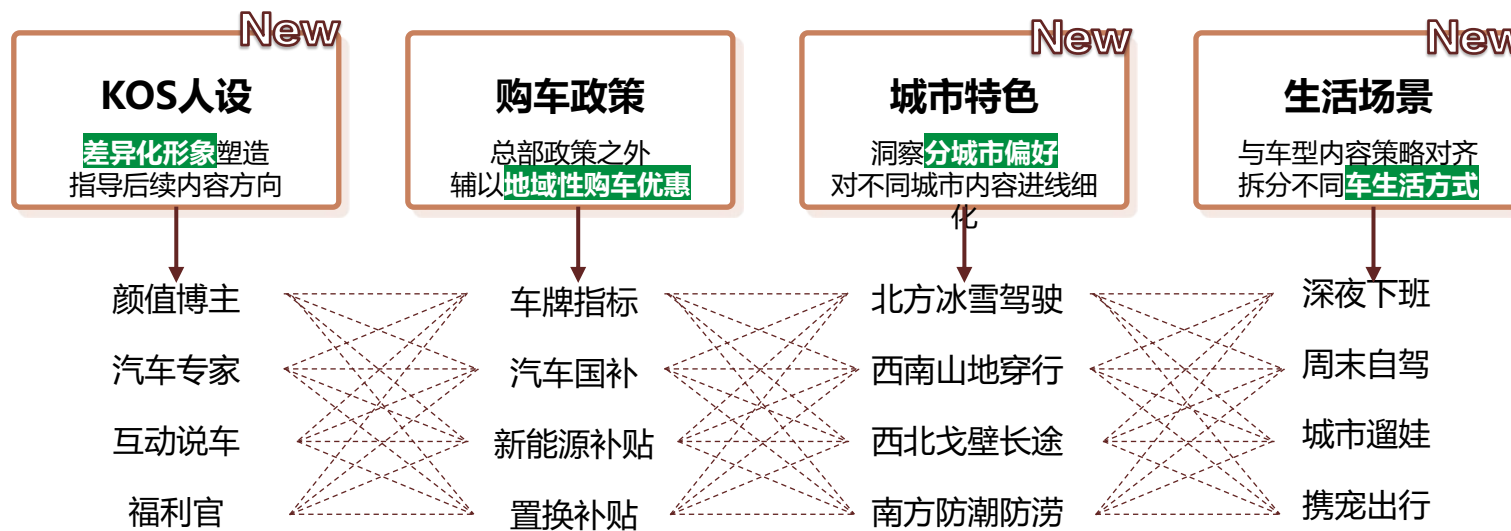 New
KOS人设
差异化形象塑造
指导后续内容方向
购车政策
总部政策之外
辅以地域性购车优惠
New
城市特色
洞察分城市偏好
对不同城市内容进线细
化
New
生活场景
与车型内容策略对齐
拆分不同车生活方式
颜值博主
汽车专家
互动说车
福利官
车牌指标
汽车国补
新能源补贴
置换补贴
北方冰雪驾驶
西南山地穿行
西北戈壁长途
南方防潮防涝
深夜下班
周末自驾
城市遛娃
携宠出行